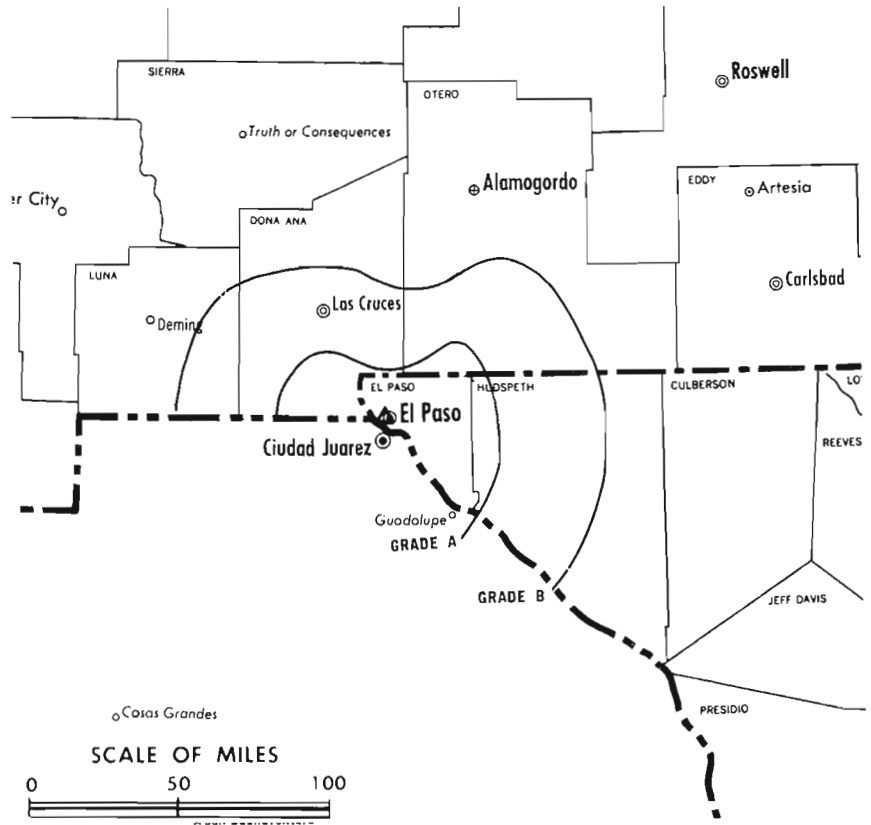 SIERRA
OTERO
Roswell
Truth or Consequences
er City
Alamogordo
EDDY
Artesia
DONA ANA
LUNA
Deming
Las Cruces
Carlsbad
EL PASO
HUDSPETH
CULBERSON
LO
El Paso
REEVES
Ciudad Juarez
Guadalupe
GRADE A
GRADE B
JEFF DAVIS
PRESIDIO
Casas Grandes
SCALE OF MILES
0 50 100